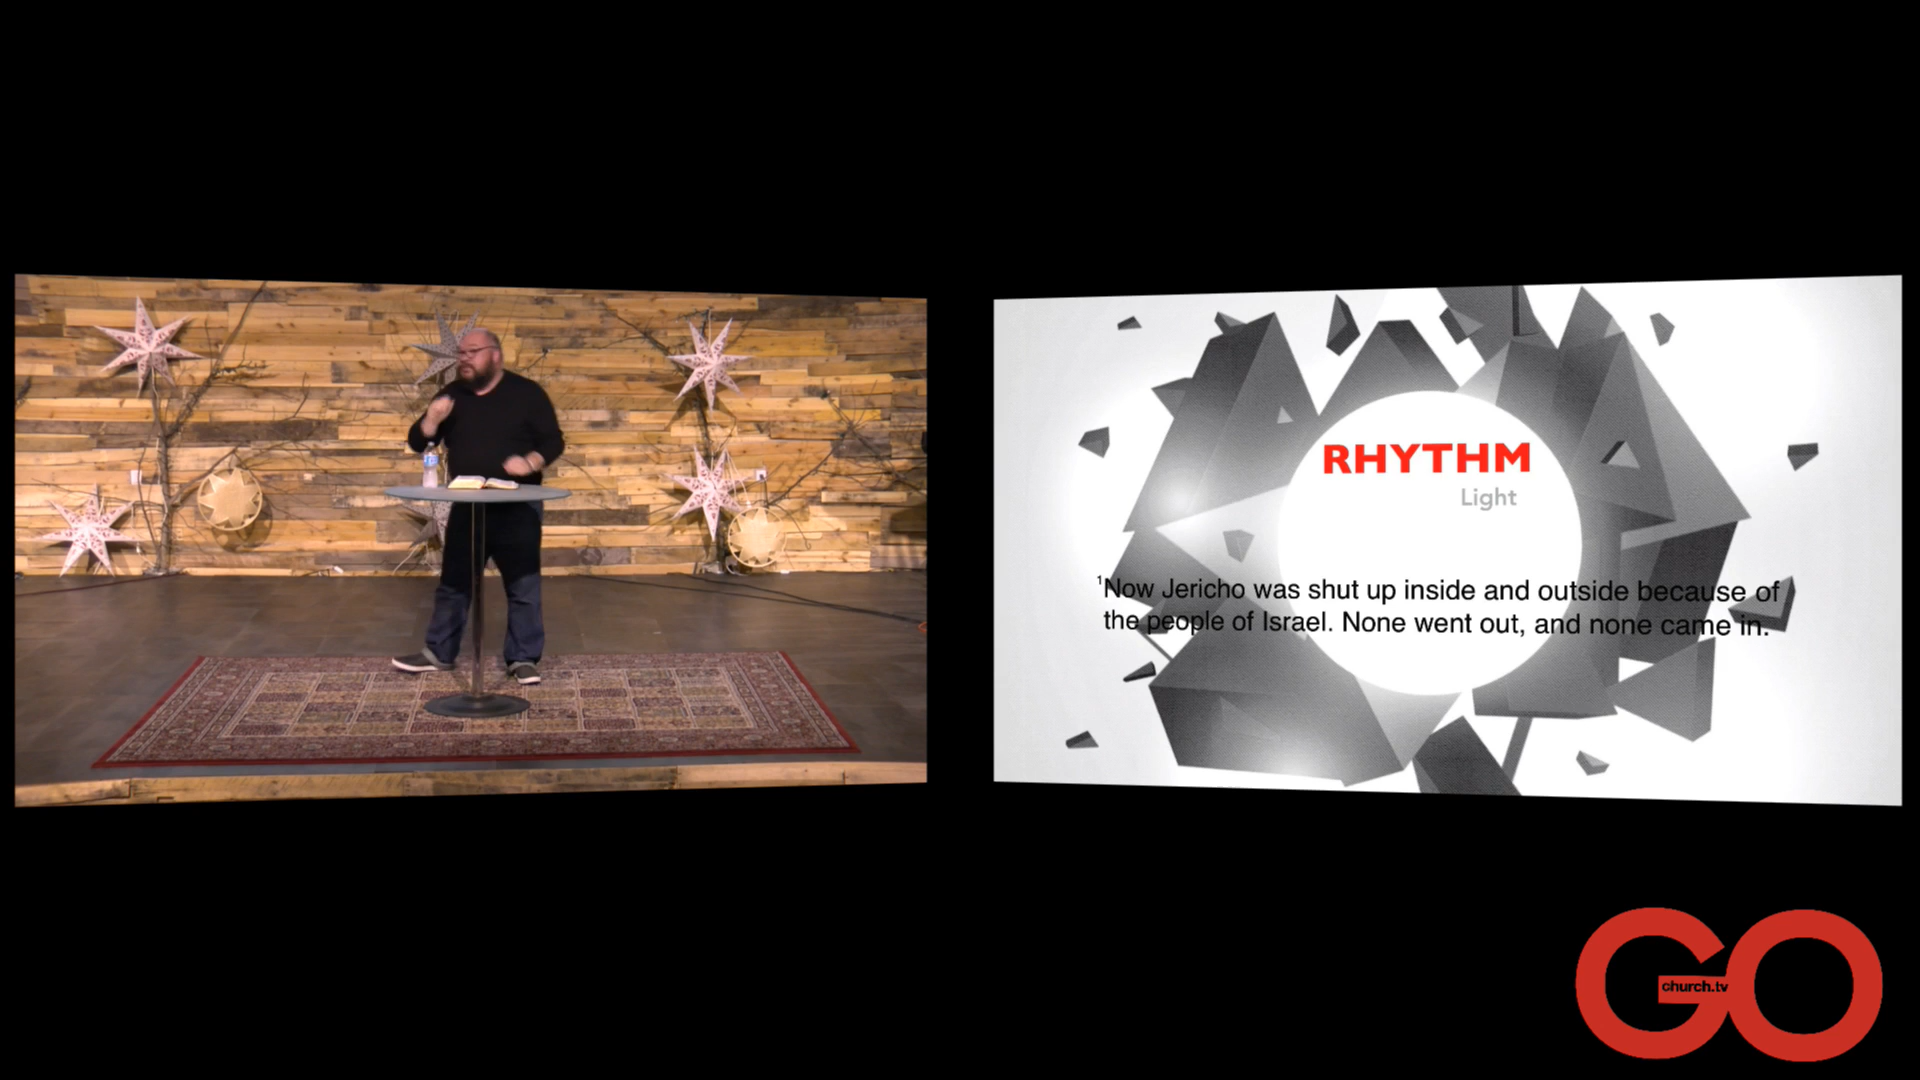 RHYTHM
Light
¹Now Jericho was shut up inside and outside because of
the people of Israel. None went out, and none came in.
GO
church.tv